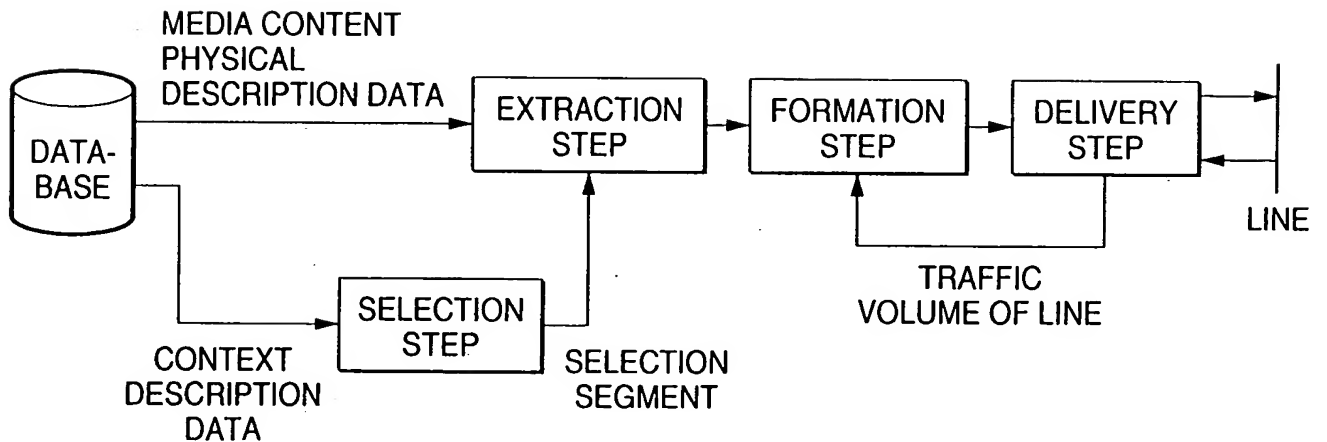 MEDIA CONTENT
PHYSICAL
DESCRIPTION DATA
DATA-
BASE
EXTRACTION
STEP
FORMATION
STEP
DELIVERY
STEP
LINE
TRAFFIC
VOLUME OF LINE
SELECTION
STEP
CONTEXT
DESCRIPTION
DATA
SELECTION
SEGMENT